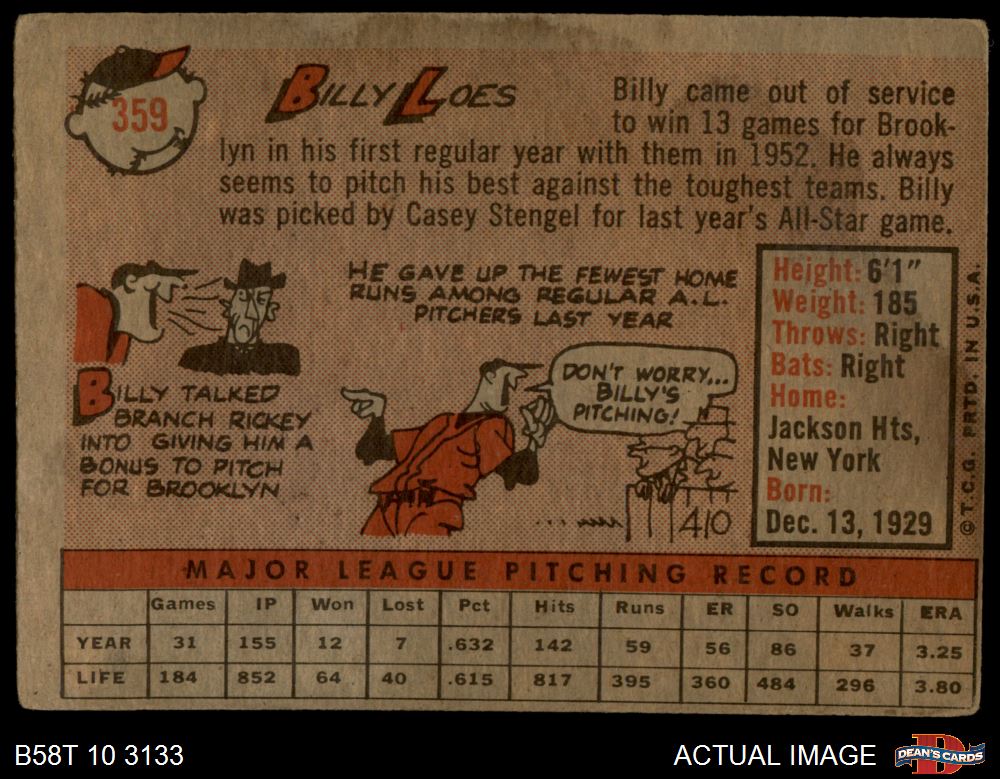 359
BILLY LOES
Billy came out of service
to win 13 games for Brook-
lyn in his first regular year with them in 1952. He always
seems to pitch his best against the toughest teams. Billy
was picked by Casey Stengel for last year's All-Star game.
BILLY TALKED
BRANCH RICKEY
INTO GIVING HIM A
BONUS TO PITCH
FOR BROOKLYN
HE GAVE UP THE FEWEST HOME
RUNS AMONG REGULAR A.L.
PITCHERS LAST YEAR
DON'T WORRY...
BILLY'S
PITCHING!
410
Height: 6'1"
Weight: 185
Throws: Right
Bats: Right
Home:
Jackson Hts,
New York
Born:
Dec. 13, 1929
© T.C.G. PRTD. IN U.S.A.
MAJOR LEAGUE PITCHING RECORD
Games IP Won Lost Pct Hits Runs ER SO Walks ERA
YEAR 31 155 12 7 .632 142 59 56 86 37 3.25
LIFE 184 852 64 40 .615 817 395 360 484 296 3.80
B58T 10 3133
ACTUAL IMAGE
DEAN'S CARDS